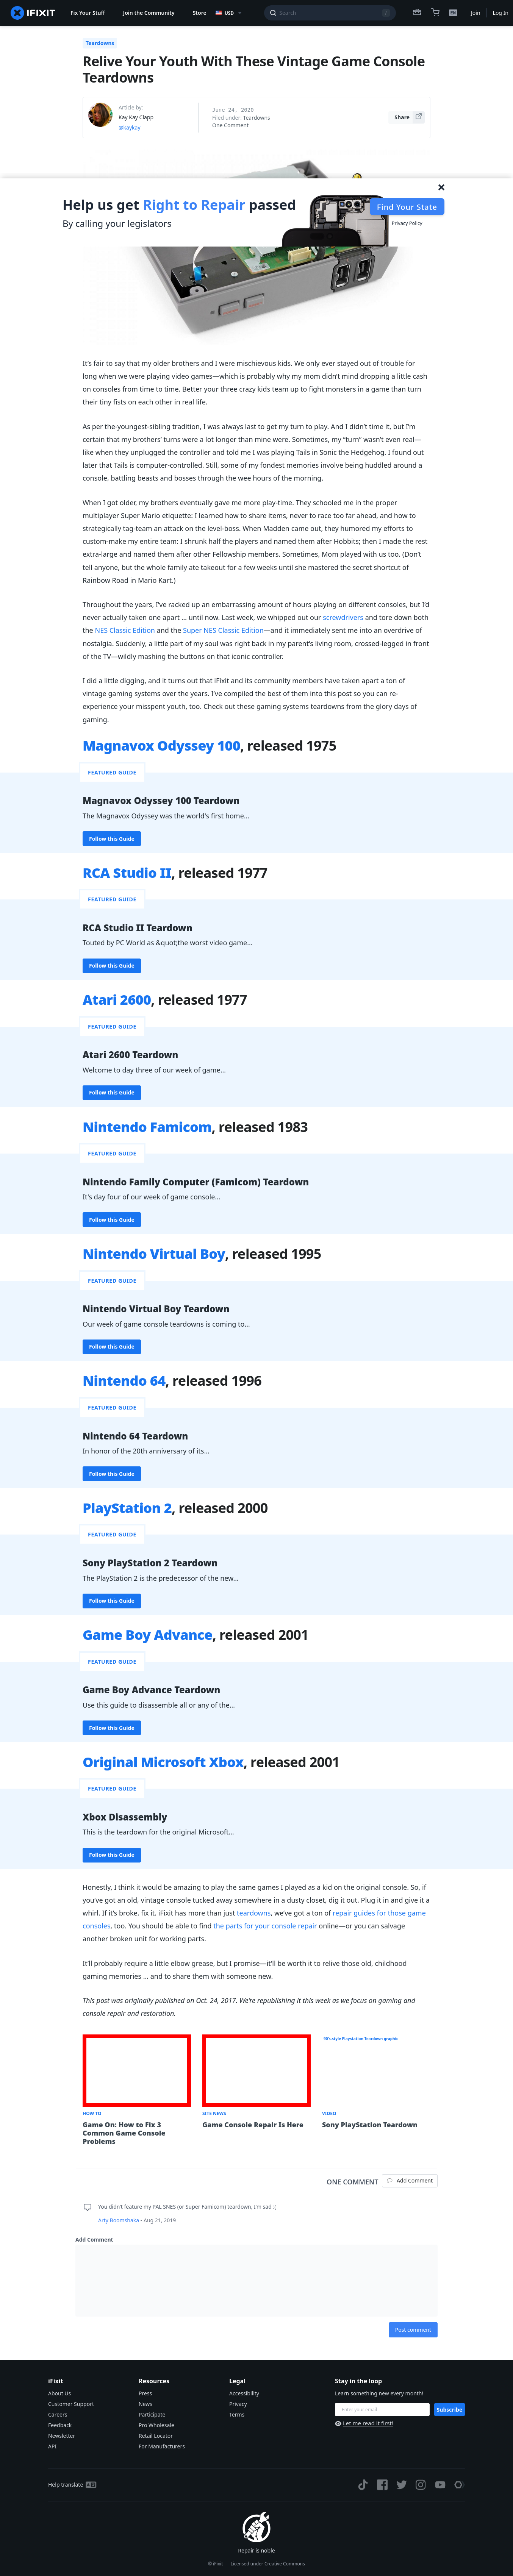 IFIXIT
Fix Your Stuff
Join the Community
Store
USD
Search
/
EN
Join
Log In
Teardowns
Relive Your Youth With These Vintage Game Console
Teardowns
Article by:
Kay Kay Clapp
@kaykay
June 24, 2020
Filed under: Teardowns
One Comment
Share
Help us get Right to Repair passed
By calling your legislators
Find Your State
Privacy Policy
It's fair to say that my older brothers and I were mischievous kids. We only ever stayed out of trouble for
long when we were playing video games—which is probably why my mom didn't mind dropping a little cash
on consoles from time to time. Better your three crazy kids team up to fight monsters in a game than turn
their tiny fists on each other in real life.
As per the-youngest-sibling tradition, I was always last to get my turn to play. And I didn't time it, but I'm
certain that my brothers' turns were a lot longer than mine were. Sometimes, my "turn" wasn't even real—
like when they unplugged the controller and told me I was playing Tails in Sonic the Hedgehog. I found out
later that Tails is computer-controlled. Still, some of my fondest memories involve being huddled around a
console, battling beasts and bosses through the wee hours of the morning.
When I got older, my brothers eventually gave me more play-time. They schooled me in the proper
multiplayer Super Mario etiquette: I learned how to share items, never to race too far ahead, and how to
strategically tag-team an attack on the level-boss. When Madden came out, they humored my efforts to
custom-make my entire team: I shrunk half the players and named them after Hobbits; then I made the rest
extra-large and named them after other Fellowship members. Sometimes, Mom played with us too. (Don't
tell anyone, but the whole family ate takeout for a few weeks until she mastered the secret shortcut of
Rainbow Road in Mario Kart.)
Throughout the years, I've racked up an embarrassing amount of hours playing on different consoles, but I'd
never actually taken one apart ... until now. Last week, we whipped out our screwdrivers and tore down both
the NES Classic Edition and the Super NES Classic Edition—and it immediately sent me into an overdrive of
nostalgia. Suddenly, a little part of my soul was right back in my parent's living room, crossed-legged in front
of the TV—wildly mashing the buttons on that iconic controller.
I did a little digging, and it turns out that iFixit and its community members have taken apart a ton of
vintage gaming systems over the years. I've compiled the best of them into this post so you can re-
experience your misspent youth, too. Check out these gaming systems teardowns from the glory days of
gaming.
Magnavox Odyssey 100, released 1975
FEATURED GUIDE
Magnavox Odyssey 100 Teardown
The Magnavox Odyssey was the world's first home...
Follow this Guide
RCA Studio II, released 1977
FEATURED GUIDE
RCA Studio II Teardown
Touted by PC World as &quot;the worst video game...
Follow this Guide
Atari 2600, released 1977
FEATURED GUIDE
Atari 2600 Teardown
Welcome to day three of our week of game...
Follow this Guide
Nintendo Famicom, released 1983
FEATURED GUIDE
Nintendo Family Computer (Famicom) Teardown
It's day four of our week of game console...
Follow this Guide
Nintendo Virtual Boy, released 1995
FEATURED GUIDE
Nintendo Virtual Boy Teardown
Our week of game console teardowns is coming to...
Follow this Guide
Nintendo 64, released 1996
FEATURED GUIDE
Nintendo 64 Teardown
In honor of the 20th anniversary of its...
Follow this Guide
PlayStation 2, released 2000
FEATURED GUIDE
Sony PlayStation 2 Teardown
The PlayStation 2 is the predecessor of the new...
Follow this Guide
Game Boy Advance, released 2001
FEATURED GUIDE
Game Boy Advance Teardown
Use this guide to disassemble all or any of the...
Follow this Guide
Original Microsoft Xbox, released 2001
FEATURED GUIDE
Xbox Disassembly
This is the teardown for the original Microsoft...
Follow this Guide
Honestly, I think it would be amazing to play the same games I played as a kid on the original console. So, if
you've got an old, vintage console tucked away somewhere in a dusty closet, dig it out. Plug it in and give it a
whirl. If it's broke, fix it. iFixit has more than just teardowns, we've got a ton of repair guides for those game
consoles, too. You should be able to find the parts for your console repair online—or you can salvage
another broken unit for working parts.
It'll probably require a little elbow grease, but I promise—it'll be worth it to relive those old, childhood
gaming memories ... and to share them with someone new.
This post was originally published on Oct. 24, 2017. We're republishing it this week as we focus on gaming and
console repair and restoration.
HOW TO
Game On: How to Fix 3
Common Game Console
Problems
SITE NEWS
Game Console Repair Is Here
90's-style Playstation Teardown graphic
VIDEO
Sony PlayStation Teardown
ONE COMMENT
Add Comment
You didn't feature my PAL SNES (or Super Famicom) teardown, I'm sad :(
Arty Boomshaka - Aug 21, 2019
Add Comment
Post comment
iFixit
About Us
Customer Support
Careers
Feedback
Newsletter
API
Resources
Press
News
Participate
Pro Wholesale
Retail Locator
For Manufacturers
Legal
Accessibility
Privacy
Terms
Stay in the loop
Learn something new every month!
Enter your email
Subscribe
Let me read it first!
Help translate
Repair is noble
© iFixit — Licensed under Creative Commons